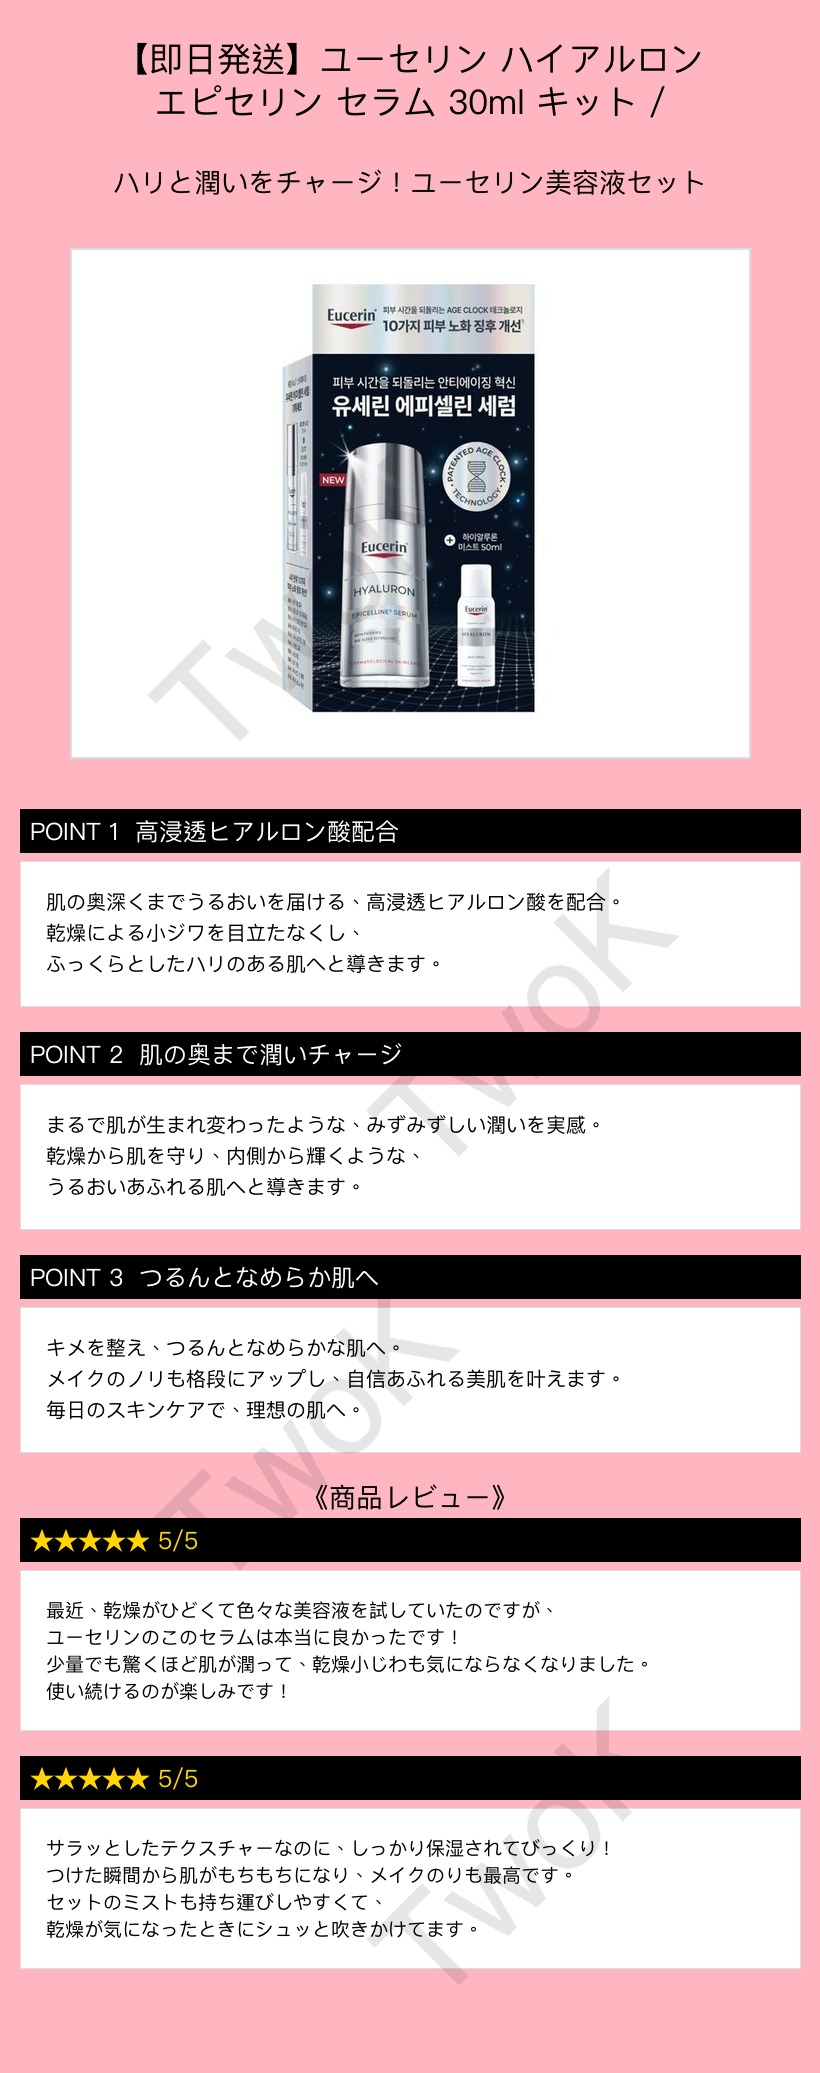 【即日発送】ユーセリン ハイアルロン
エピセリン セラム 30ml キット /
ハリと潤いをチャージ！ユーセリン美容液セット
Eucerin
피부 시간을 되돌리는 AGE CLOCK 테크놀로지
10가지 피부 노화 징후 개선
피부 시간을 되돌리는 안티에이징 혁신
유세린 에피셀린 세럼
NEW
PATENTED AGE CLOCK TECHNOLOGY
+ 하이알루론
미스트 50ml
Eucerin
HYALURON
EPICELLINE® SERUM
Eucerin
HYALURON
TwoK
POINT 1 高浸透ヒアルロン酸配合
肌の奥深くまでうるおいを届ける、高浸透ヒアルロン酸を配合。
乾燥による小ジワを目立たなくし、
ふっくらとしたハリのある肌へと導きます。
TwoK
POINT 2 肌の奥まで潤いチャージ
まるで肌が生まれ変わったような、みずみずしい潤いを実感。
乾燥から肌を守り、内側から輝くような、
うるおいあふれる肌へと導きます。
POINT 3 つるんとなめらか肌へ
キメを整え、つるんとなめらかな肌へ。
メイクのノリも格段にアップし、自信あふれる美肌を叶えます。
毎日のスキンケアで、理想の肌へ。
TwoK
《商品レビュー》
★★★★★ 5/5
最近、乾燥がひどくて色々な美容液を試していたのですが、
ユーセリンのこのセラムは本当に良かったです！
少量でも驚くほど肌が潤って、乾燥小じわも気にならなくなりました。
使い続けるのが楽しみです！
★★★★★ 5/5
サラッとしたテクスチャーなのに、しっかり保湿されてびっくり！
つけた瞬間から肌がもちもちになり、メイクのりも最高です。
セットのミストも持ち運びしやすくて、
乾燥が気になったときにシュッと吹きかけてます。
TwoK